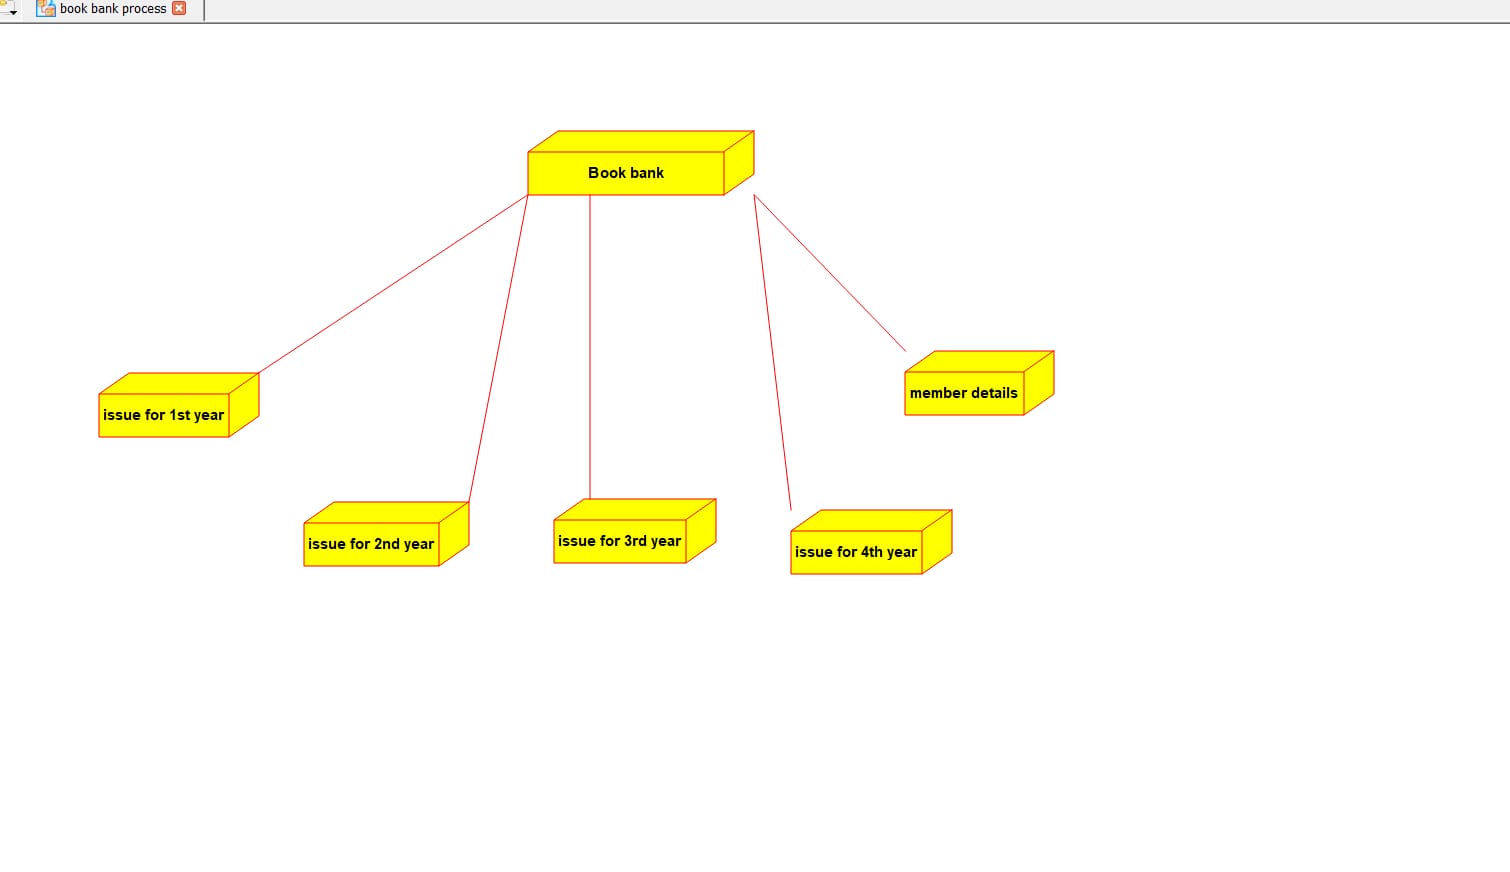 book bank process
Book bank
member details
issue for 1st year
issue for 2nd year
issue for 3rd year
issue for 4th year